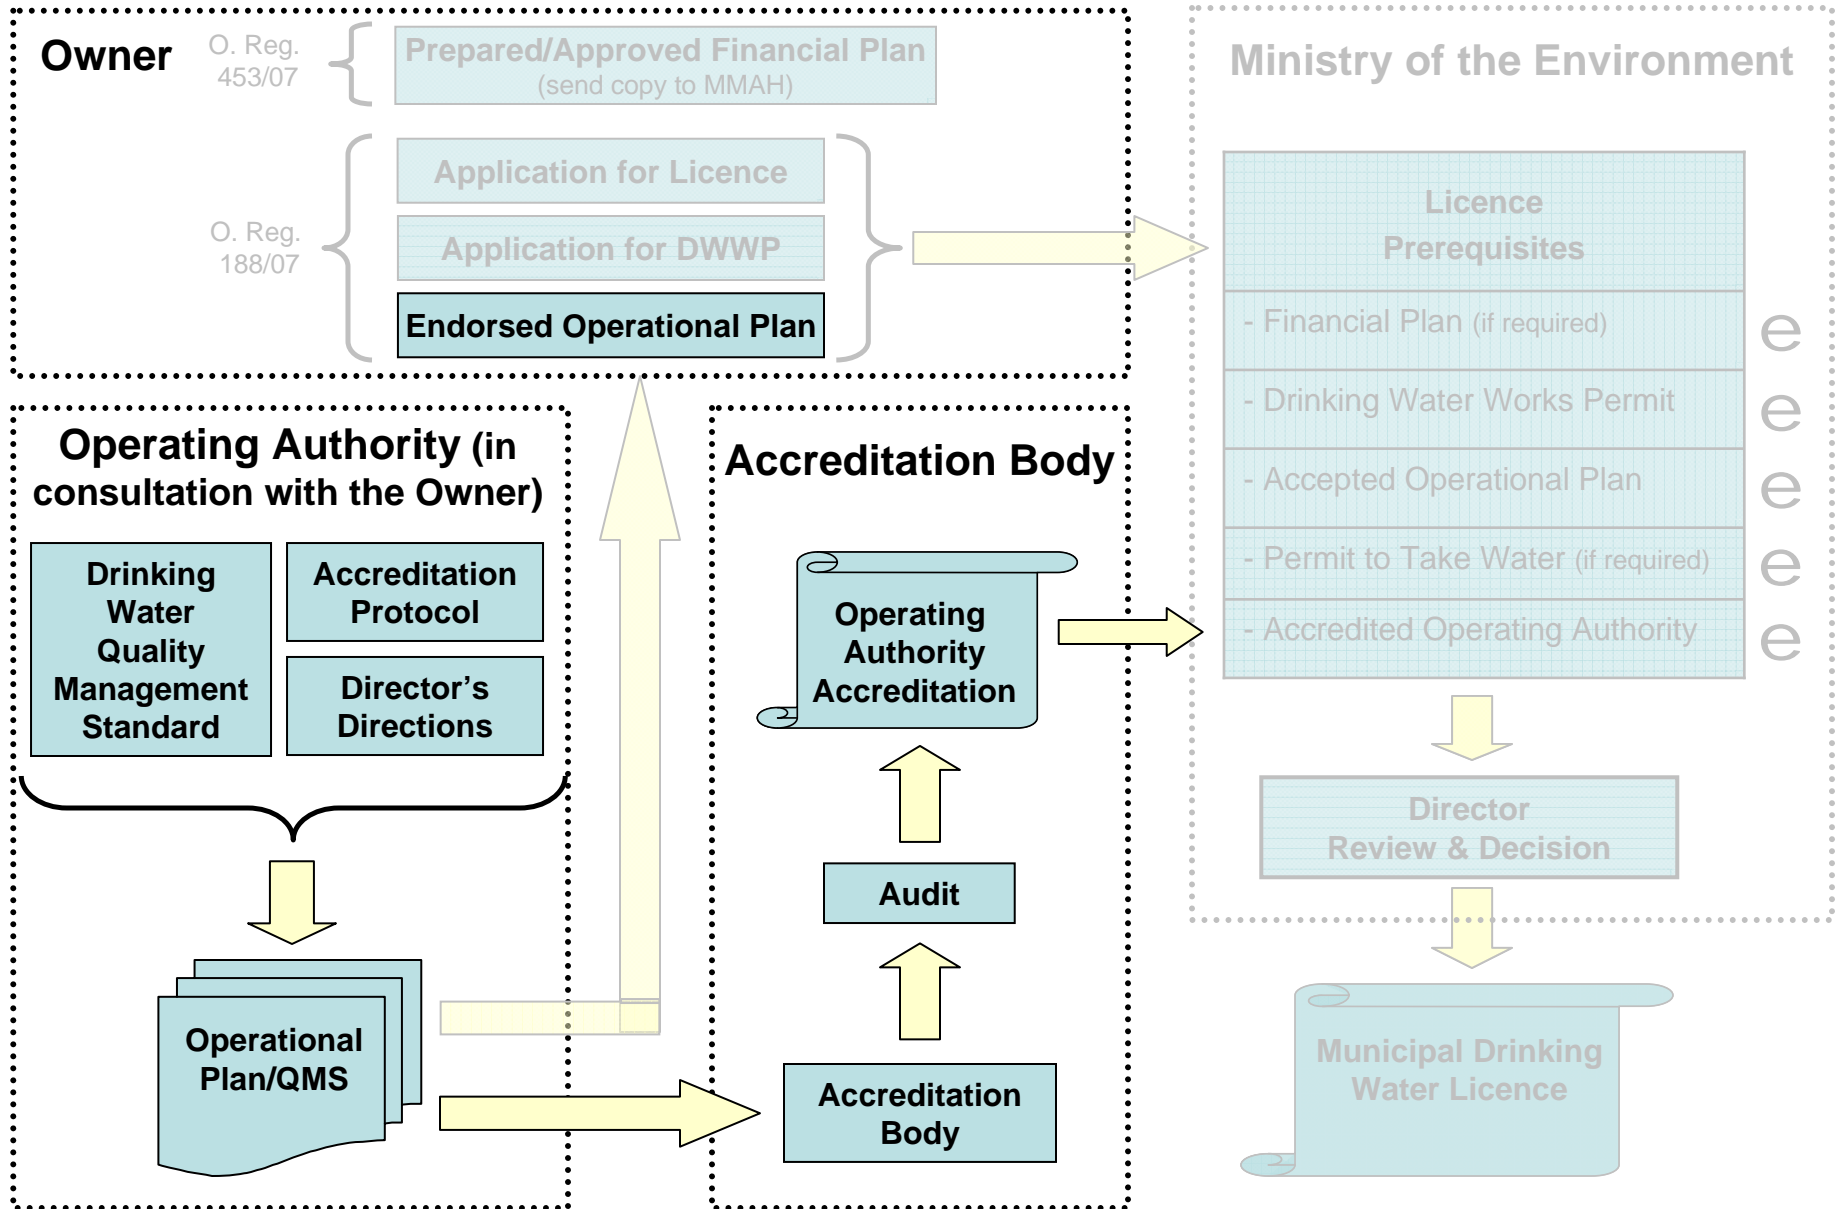 Owner
O. Reg.
453/07
Prepared/Approved Financial Plan
(send copy to MMAH)
Application for Licence
O. Reg.
188/07
Application for DWWP
Endorsed Operational Plan
Operating Authority (in
consultation with the Owner)
Drinking
Water
Quality
Management
Standard
Accreditation
Protocol
Director’s
Directions
Operational
Plan/QMS
Accreditation Body
Operating
Authority
Accreditation
Audit
Accreditation
Body
Ministry of the Environment
Licence
Prerequisites
- Financial Plan (if required) e
- Drinking Water Works Permit e
- Accepted Operational Plan e
- Permit to Take Water (if required) e
- Accredited Operating Authority e
Director
Review & Decision
Municipal Drinking
Water Licence